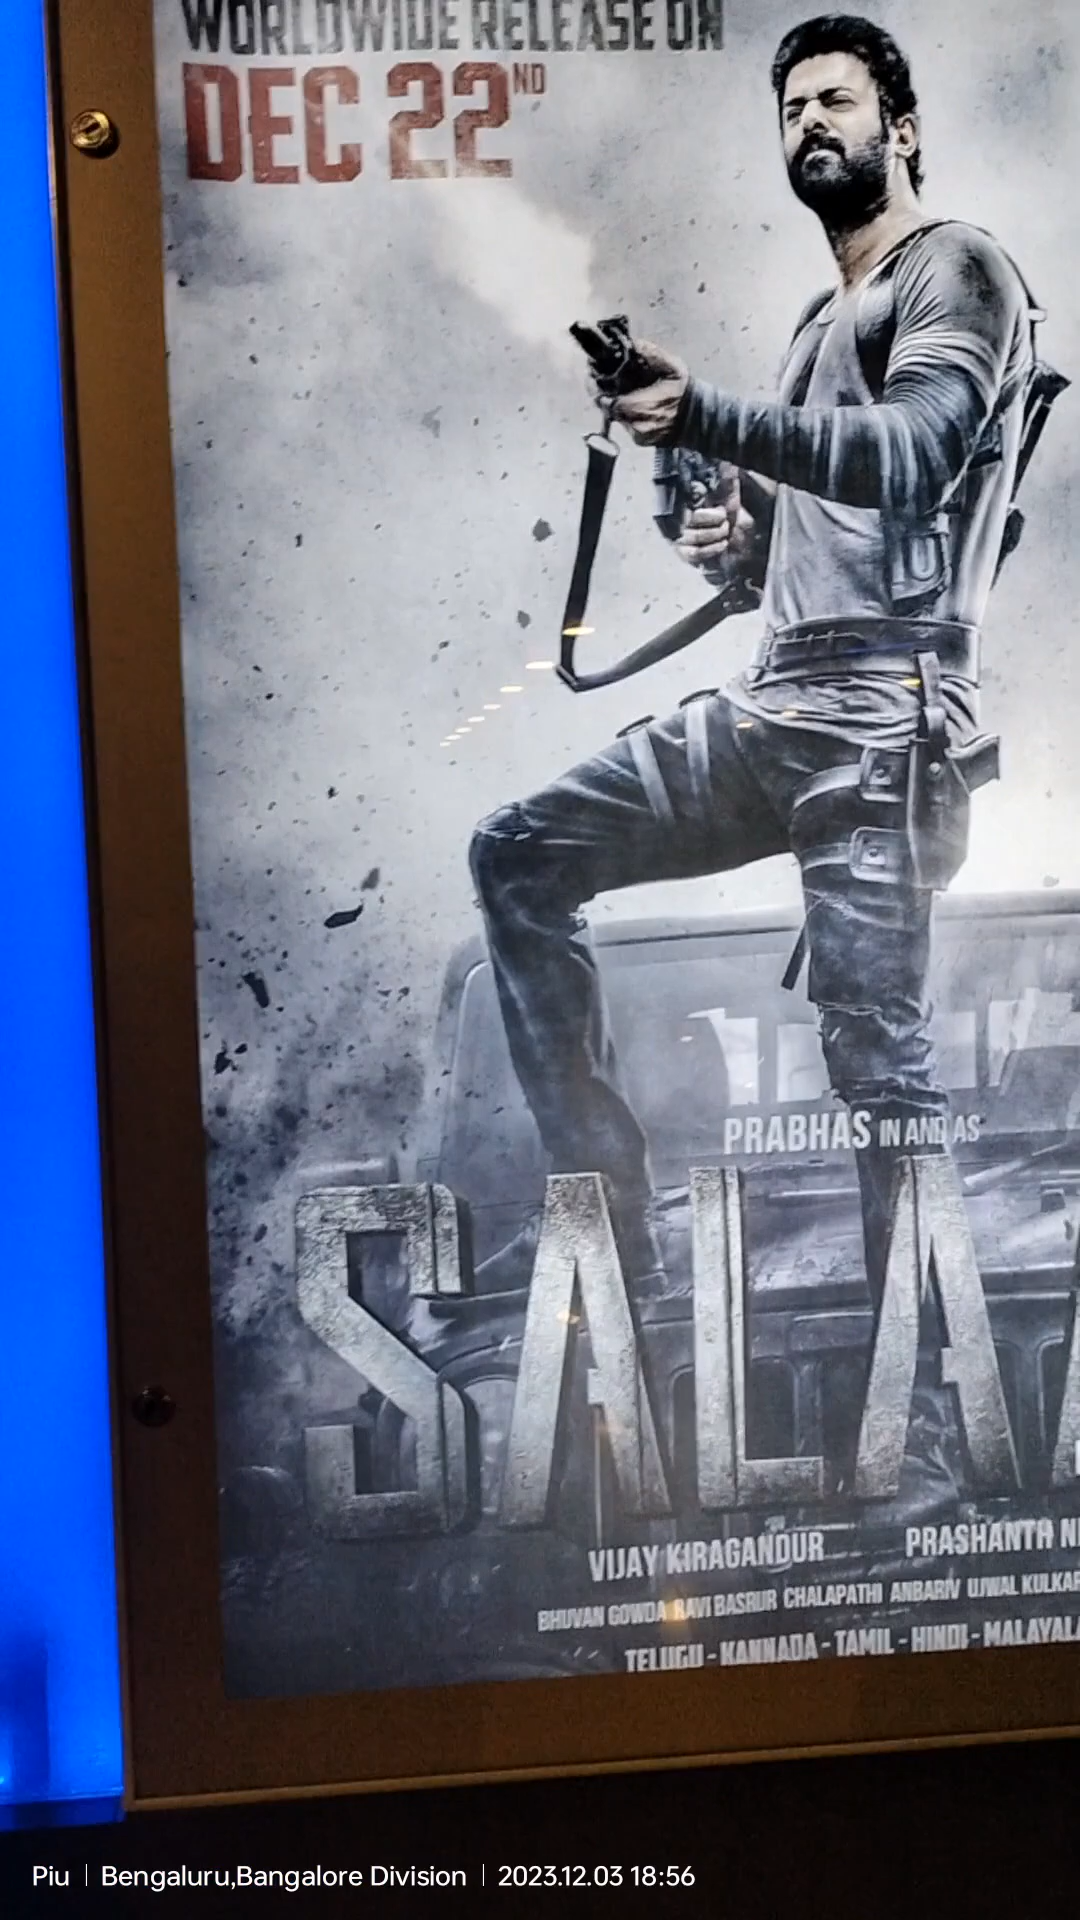 WORLDWIDE RELEASE ON
DEC 22ND
PRABHAS IN AND AS
SALAA
VIJAY KIRAGANDUR PRASHANTH
BHUVAN GOWDA RAVI BASRUR CHALAPATHI ANBARIV UJWAL KULKAR
TELUGU - KANNADA - TAMIL - HINDI - MALAYALA
Piu | Bengaluru,Bangalore Division | 2023.12.03 18:56